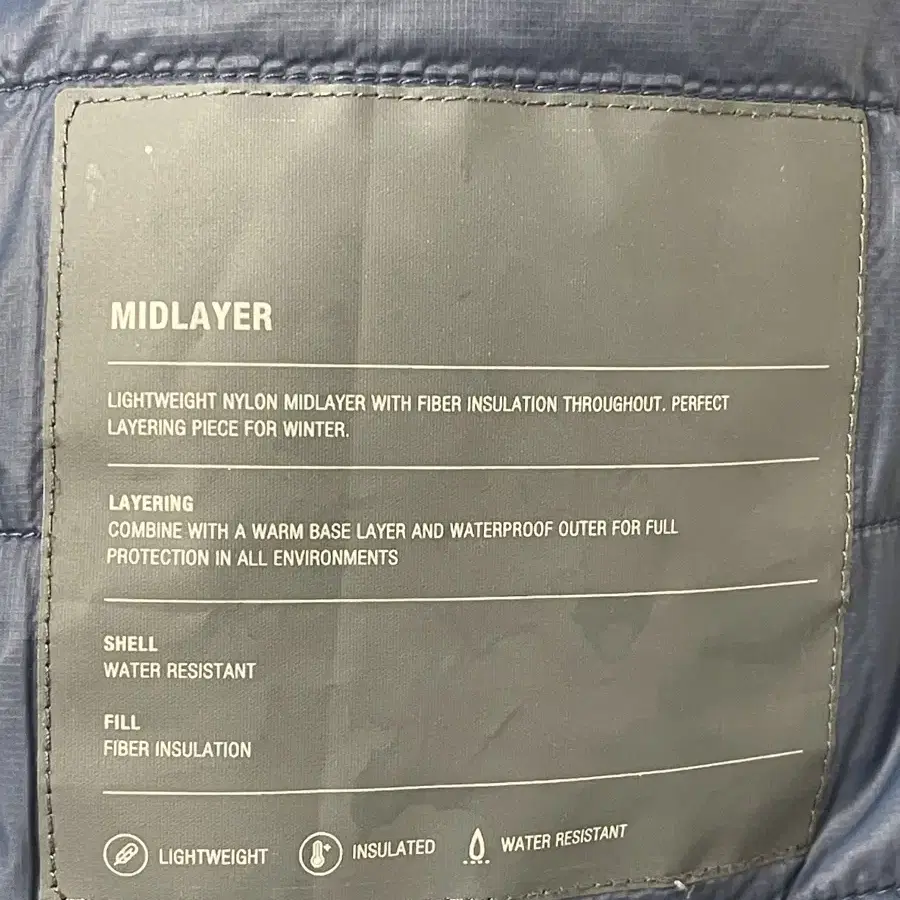 MIDLAYER
LIGHTWEIGHT NYLON MIDLAYER WITH FIBER INSULATION THROUGHOUT. PERFECT
LAYERING PIECE FOR WINTER.
LAYERING
COMBINE WITH A WARM BASE LAYER AND WATERPROOF OUTER FOR FULL
PROTECTION IN ALL ENVIRONMENTS
SHELL
WATER RESISTANT
FILL
FIBER INSULATION
LIGHTWEIGHT INSULATED WATER RESISTANT